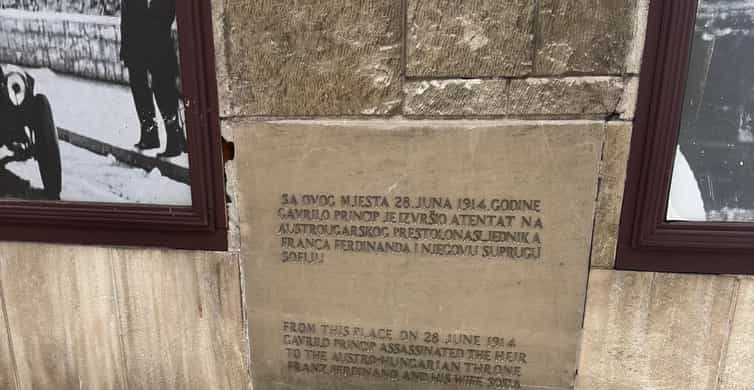 SA OVOG MJESTA 28. JUNA 1914. GODINE
GAVRILO PRINCIP JE IZVRŠIO ATENTAT NA
AUSTROUGARSKOG PRESTOLONASLJEDNIKA
FRANCA FERDINANDA I NJEGOVU SUPRUGU
SOFIJU
FROM THIS PLACE ON 28 JUNE 1914
GAVRILO PRINCIP ASSASSINATED THE HEIR
TO THE AUSTRO-HUNGARIAN THRONE
FRANZ FERDINAND AND HIS WIFE SOFIA